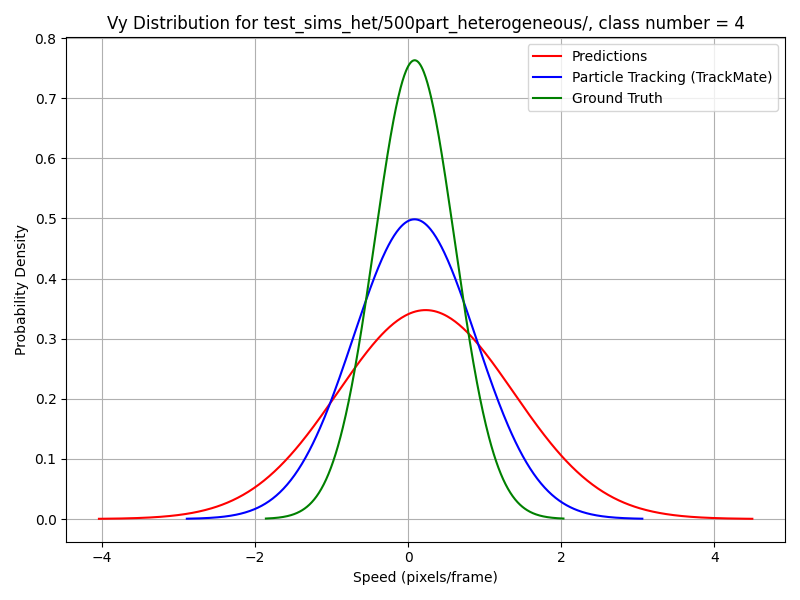 Vy Distribution for test_sims_het/500part_heterogeneous/, class number = 4
Predictions
Particle Tracking (TrackMate)
Ground Truth
Probability Density
0.8
0.7
0.6
0.5
0.4
0.3
0.2
0.1
0.0
−4
−2
0
2
4
Speed (pixels/frame)